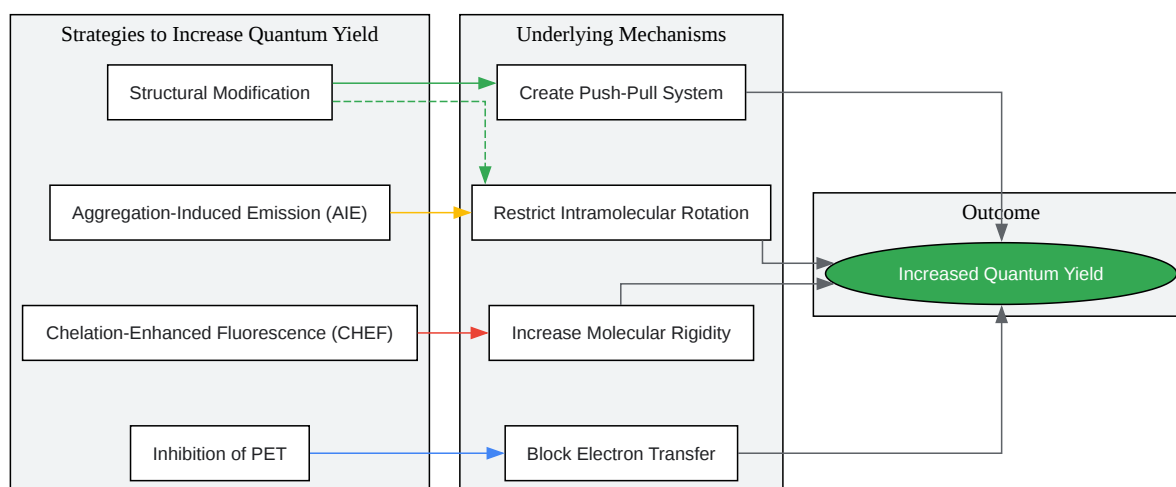 Strategies to Increase Quantum Yield
Underlying Mechanisms
Structural Modification
Create Push-Pull System
Aggregation-Induced Emission (AIE)
Restrict Intramolecular Rotation
Outcome
Increased Quantum Yield
Chelation-Enhanced Fluorescence (CHEF)
Increase Molecular Rigidity
Inhibition of PET
Block Electron Transfer